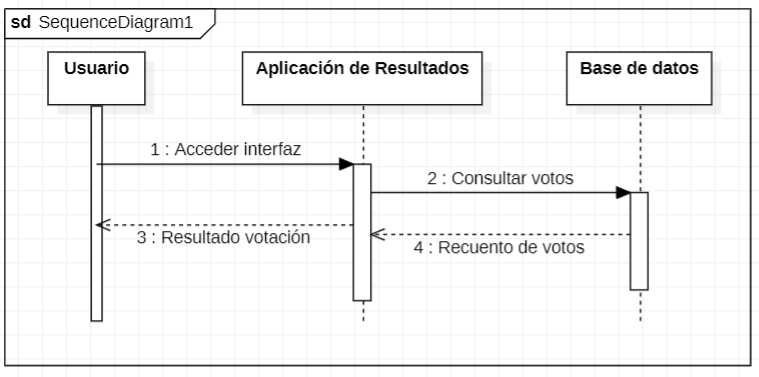 sd SequenceDiagram1
Usuario
Aplicación de Resultados
Base de datos
1 : Acceder interfaz
2 : Consultar votos
3 : Resultado votación
4 : Recuento de votos